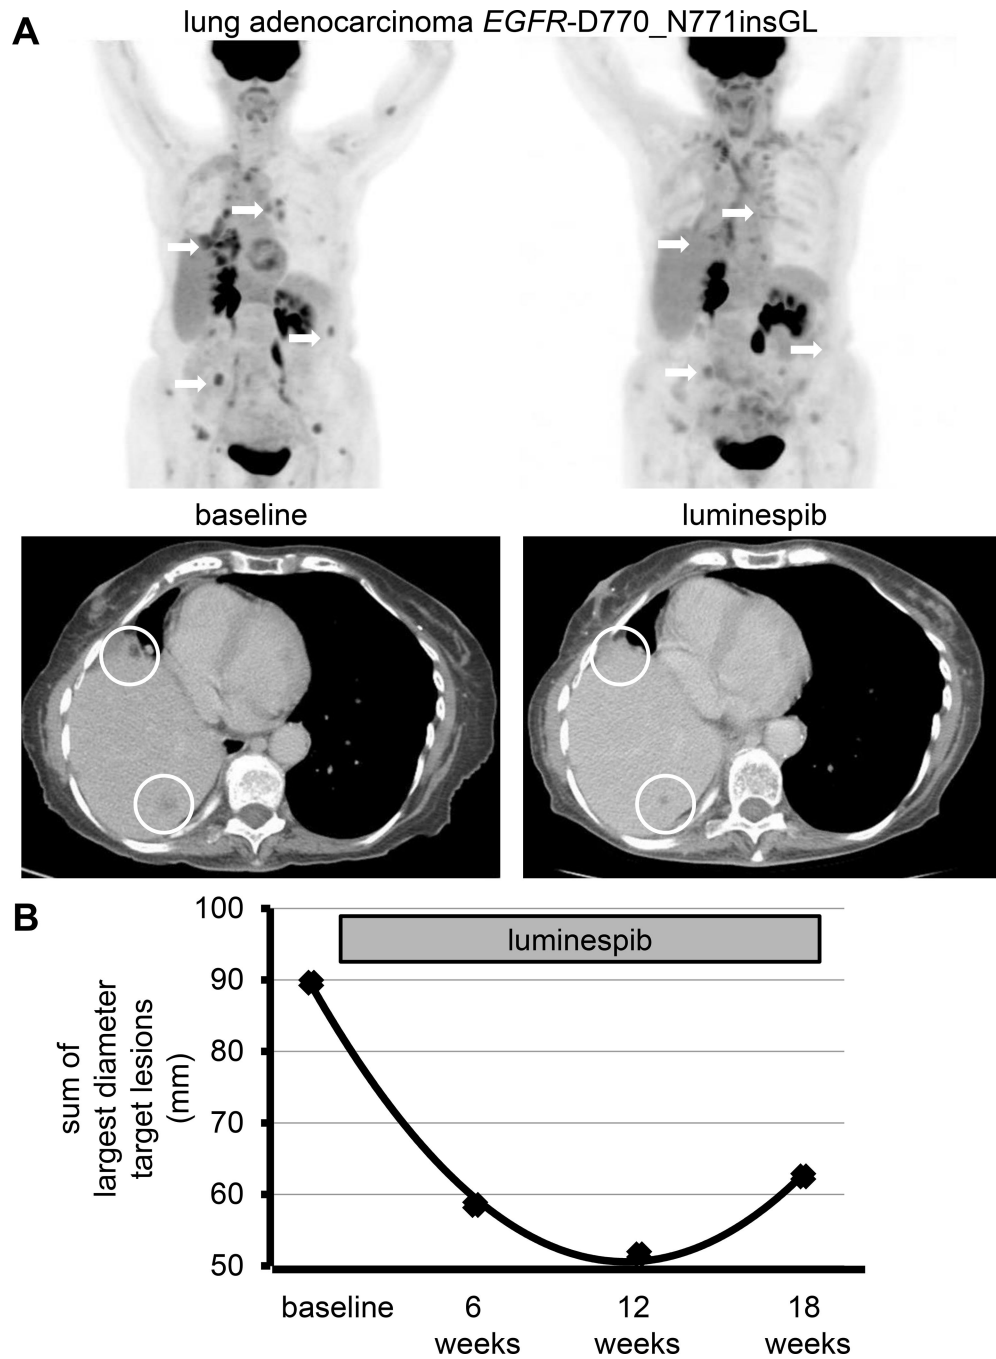 A
lung adenocarcinoma EGFR-D770_N771insGL
baseline
luminespib
B
100
90
80
70
60
50
sum of
largest diameter
target lesions
(mm)
luminespib
baseline
6
weeks
12
weeks
18
weeks